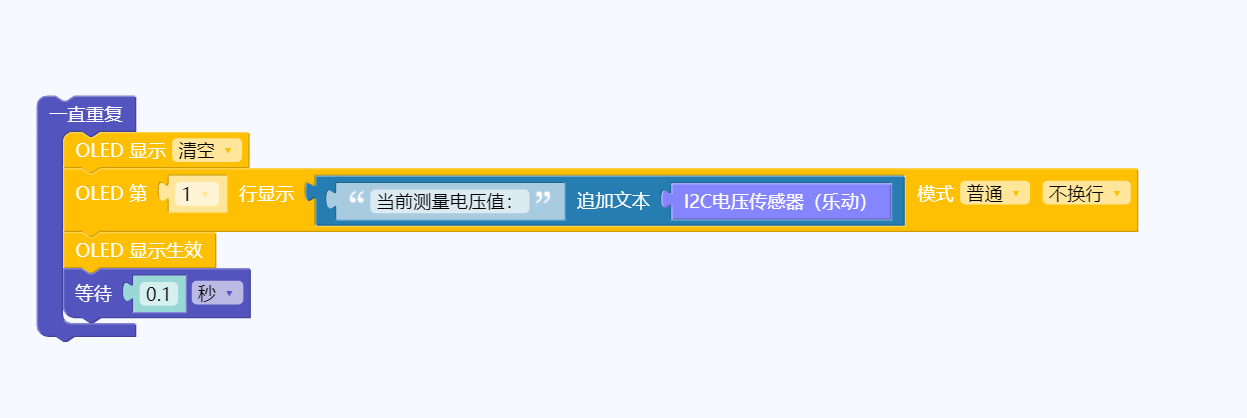 一直重复
OLED 显示 清空
OLED 第 1 行显示 “ 当前测量电压值： ” 追加文本 I2C电压传感器（乐动） 模式 普通 不换行
OLED 显示生效
等待 0.1 秒